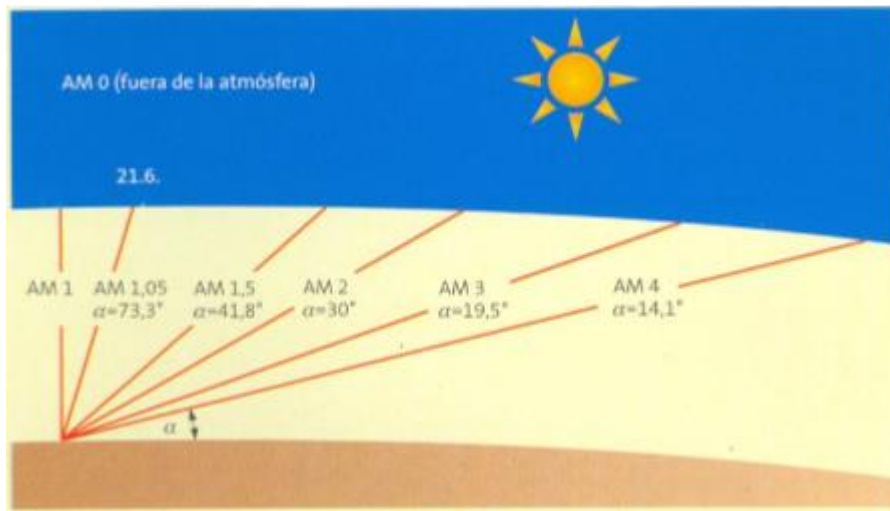 AM 0 (fuera de la atmósfera)
21.6.
AM 1
AM 1,05
α=73,3°
AM 1,5
α=41,8°
AM 2
α=30°
AM 3
α=19,5°
AM 4
α=14,1°
α